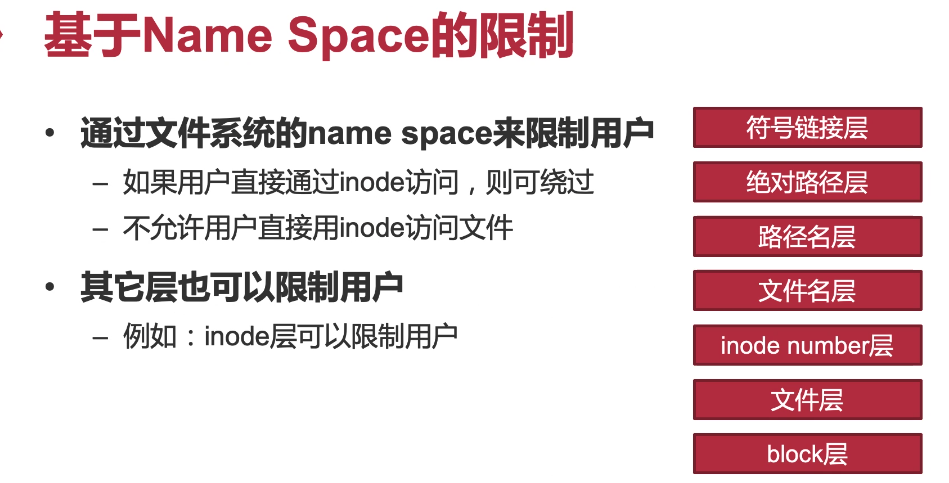 基于Name Space的限制
• 通过文件系统的name space来限制用户
– 如果用户直接通过inode访问，则可绕过
– 不允许用户直接用inode访问文件
• 其它层也可以限制用户
– 例如：inode层可以限制用户
符号链接层
绝对路径层
路径名层
文件名层
inode number层
文件层
block层